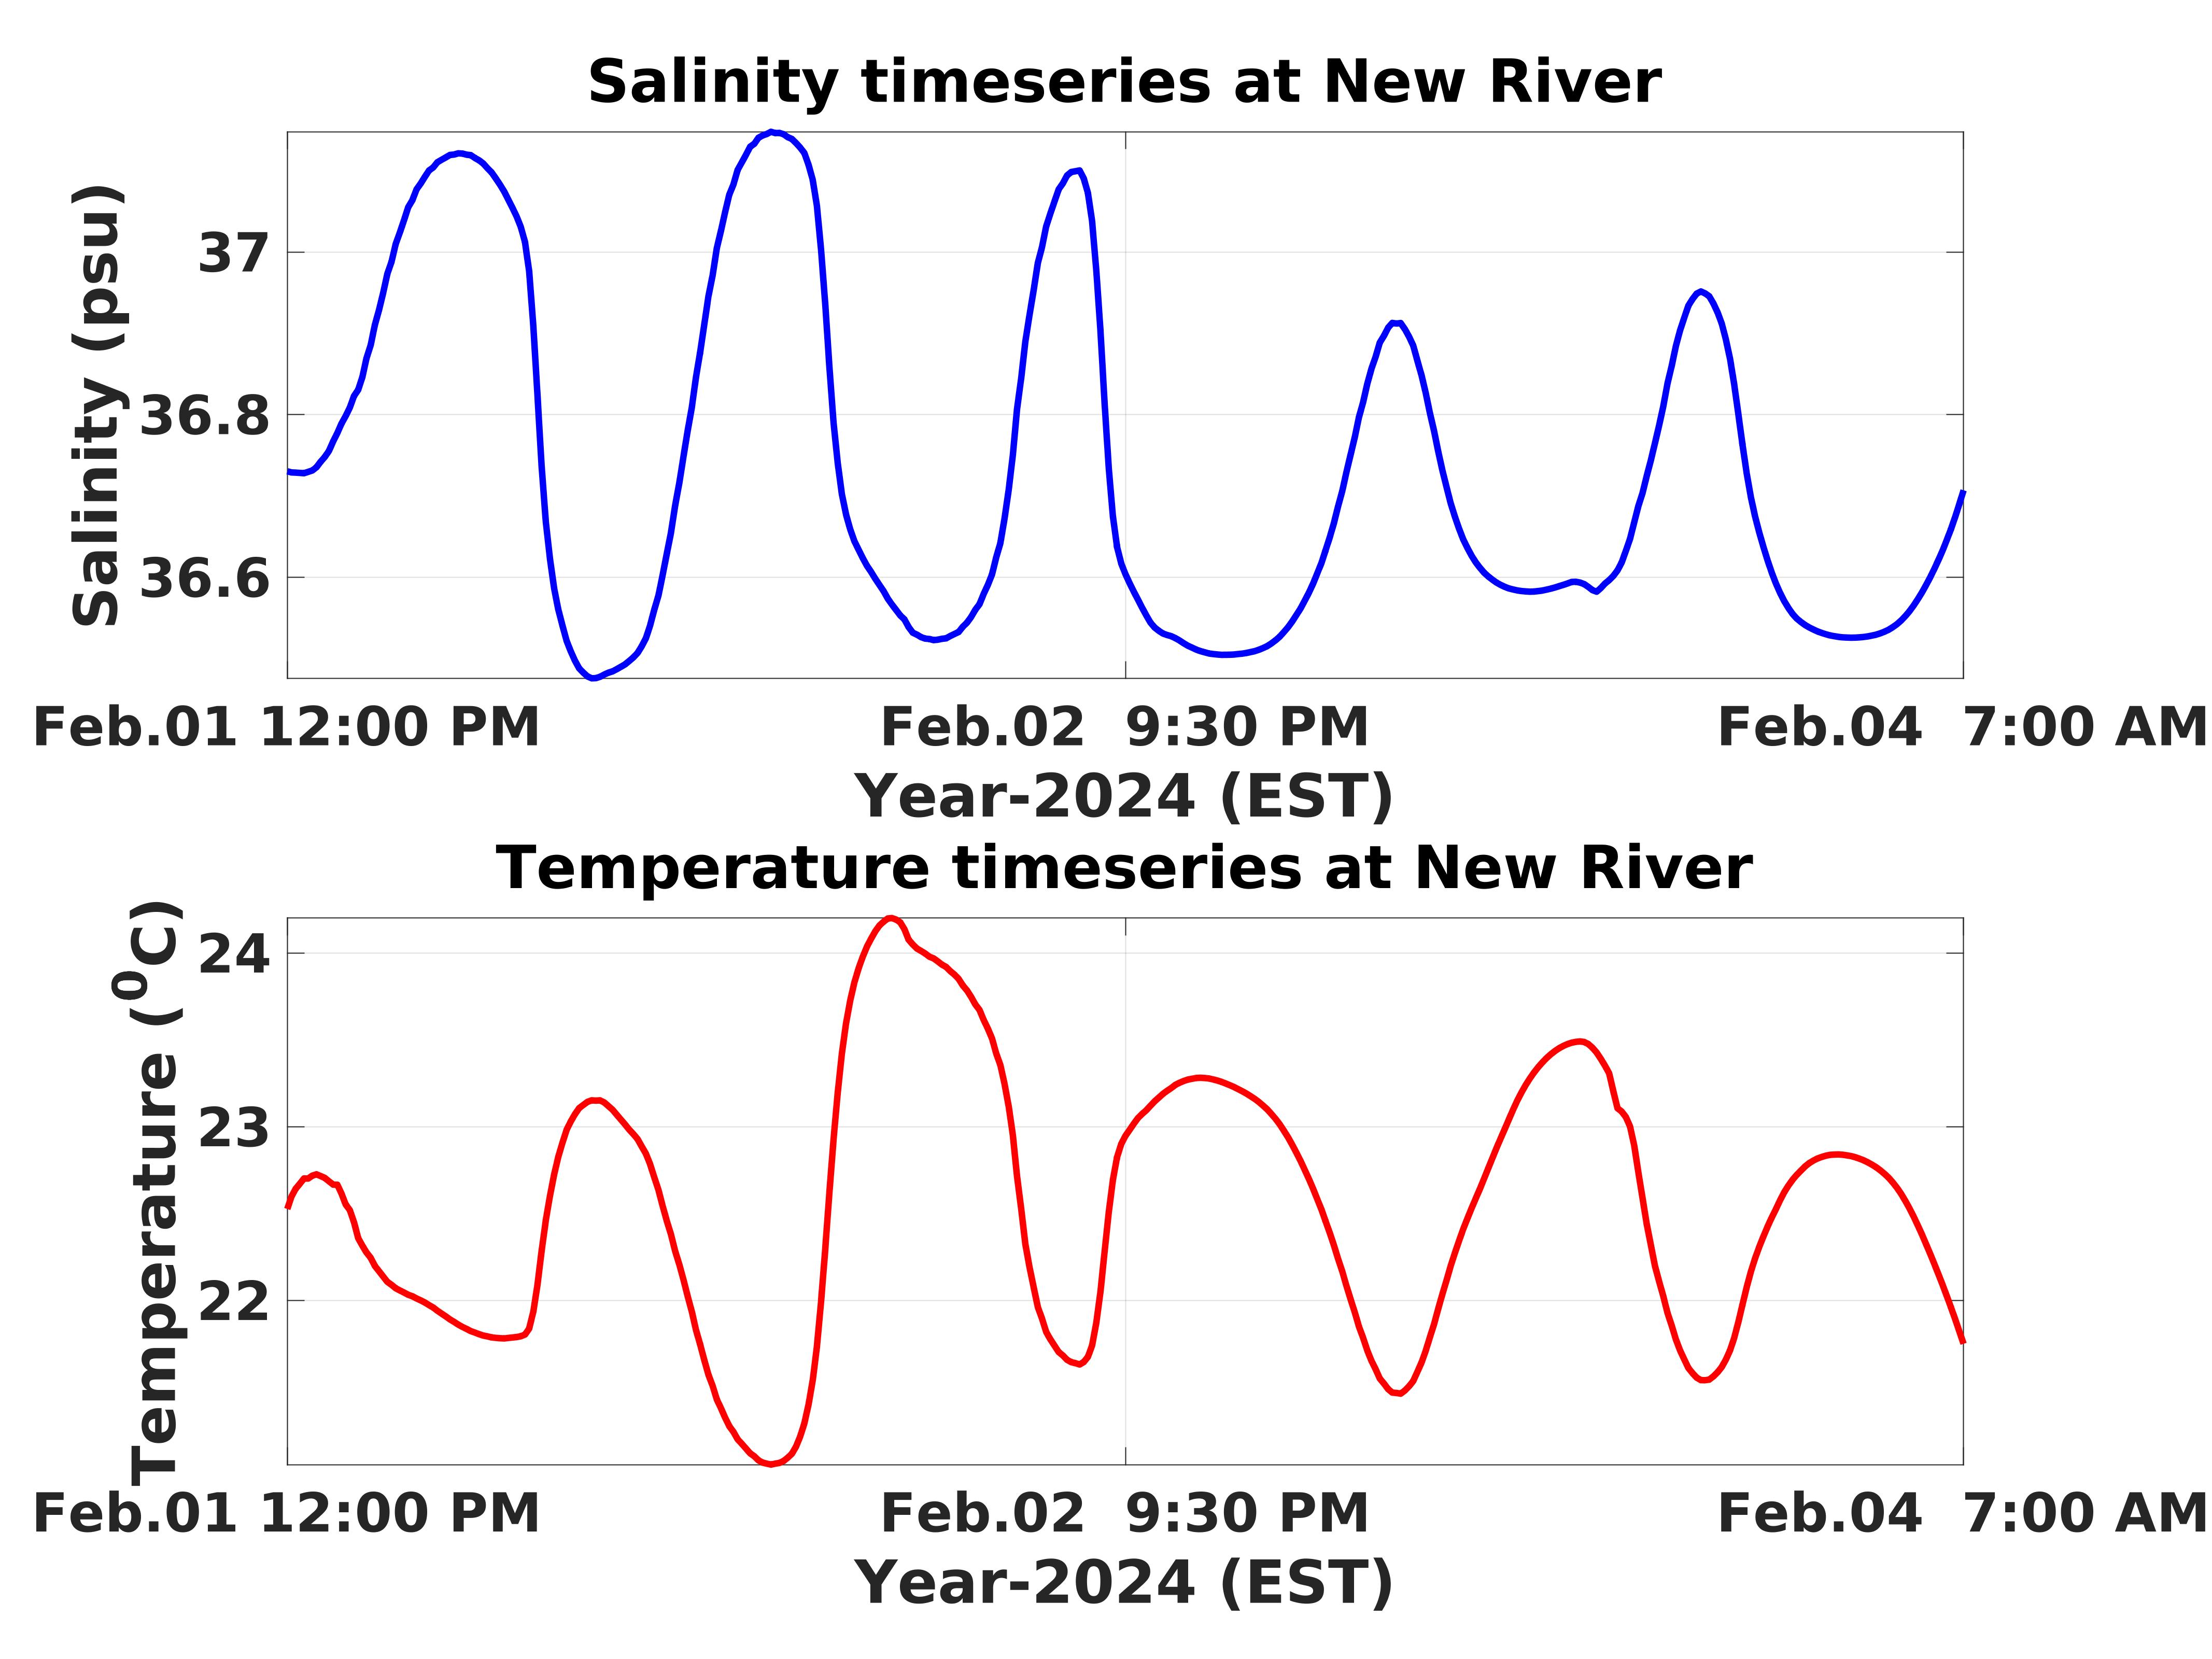 Salinity timeseries at New River
Salinity (psu)
37
36.8
36.6
Feb.01 12:00 PM
Feb.02  9:30 PM
Feb.04  7:00 AM
Year-2024 (EST)
Temperature timeseries at New River
Temperature (⁰C)
24
23
22
Feb.01 12:00 PM
Feb.02  9:30 PM
Feb.04  7:00 AM
Year-2024 (EST)